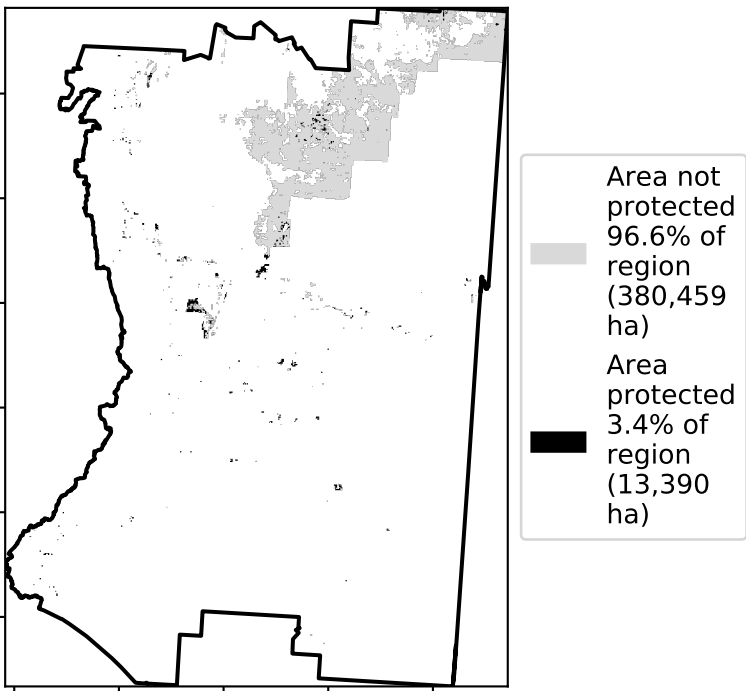 Area not
protected
96.6% of
region
(380,459
ha)
Area
protected
3.4% of
region
(13,390
ha)